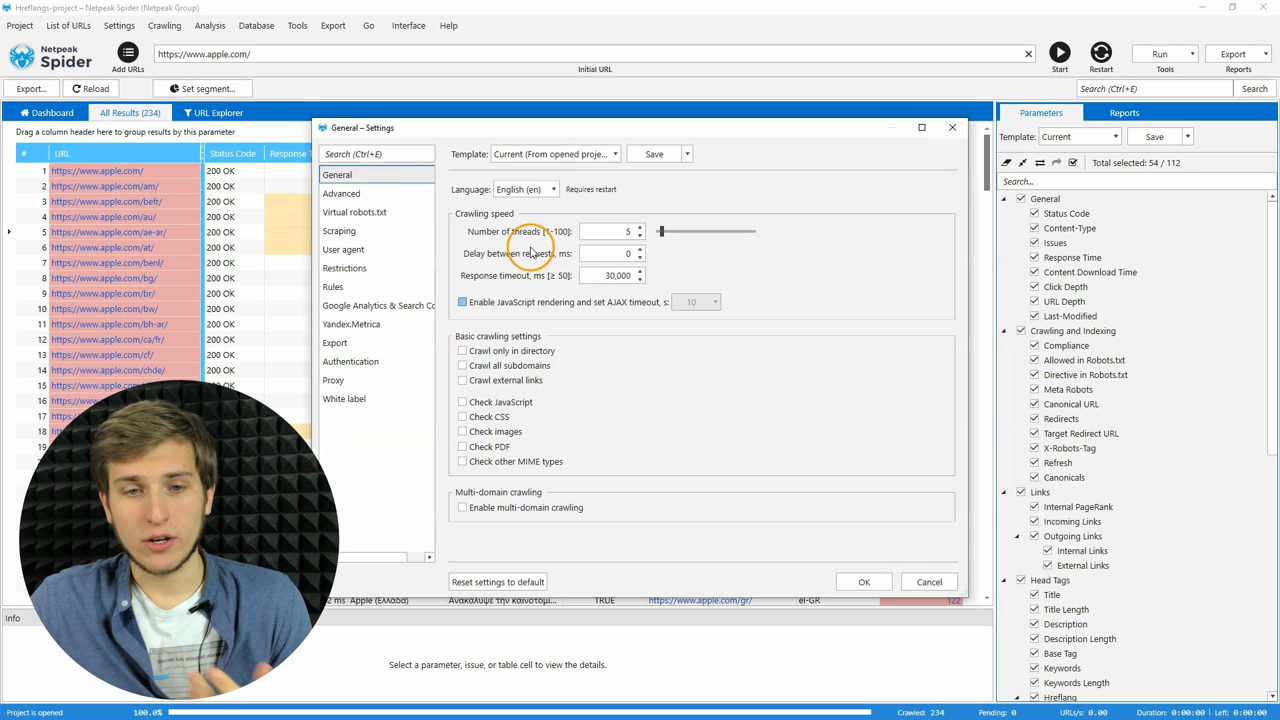 Hreflangs-project – Netpeak Spider (Netpeak Group)
Project List of URLs Settings Crawling Analysis Database Tools Export Go Interface Help
Netpeak
Spider
Add URLs
https://www.apple.com/
Initial URL
Start
Restart
Run
Tools
Export
Reports
Export...
Reload
Set segment...
Search (Ctrl+E)
Search
Dashboard
All Results (234)
URL Explorer
Drag a column header here to group results by this parameter
# URL Status Code Response
1 https://www.apple.com/ 200 OK
2 https://www.apple.com/am/ 200 OK
3 https://www.apple.com/befr/ 200 OK
4 https://www.apple.com/au/ 200 OK
5 https://www.apple.com/ae-ar/ 200 OK
6 https://www.apple.com/at/ 200 OK
7 https://www.apple.com/benl/ 200 OK
8 https://www.apple.com/bg/ 200 OK
9 https://www.apple.com/br/ 200 OK
10 https://www.apple.com/bw/ 200 OK
11 https://www.apple.com/bh-ar/ 200 OK
12 https://www.apple.com/ca/fr/ 200 OK
13 https://www.apple.com/cf/ 200 OK
14 https://www.apple.com/chde/ 200 OK
15 200 OK
16
17
18
19
Apple (Ελλάδα) Ανακαλυψε την καινοτομι... TRUE https://www.apple.com/gr/ el-GR 122
General – Settings
Search (Ctrl+E)
General
Advanced
Virtual robots.txt
Scraping
User agent
Restrictions
Rules
Google Analytics & Search Co
Yandex.Metrica
Export
Authentication
Proxy
White label
Template: Current (From opened proje...
Save
Language: English (en) Requires restart
Crawling speed
Number of threads [1-100]: 5
Delay between requests, ms: 0
Response timeout, ms [≥ 50]: 30,000
Enable JavaScript rendering and set AJAX timeout, s: 10
Basic crawling settings
Crawl only in directory
Crawl all subdomains
Crawl external links
Check JavaScript
Check CSS
Check images
Check PDF
Check other MIME types
Multi-domain crawling
Enable multi-domain crawling
Reset settings to default
OK
Cancel
Parameters
Reports
Template: Current
Save
Total selected: 54 / 112
Search...
General
Status Code
Content-Type
Issues
Response Time
Content Download Time
Click Depth
URL Depth
Last-Modified
Crawling and Indexing
Compliance
Allowed in Robots.txt
Directive in Robots.txt
Meta Robots
Canonical URL
Redirects
Target Redirect URL
X-Robots-Tag
Refresh
Canonicals
Links
Internal PageRank
Incoming Links
Outgoing Links
Internal Links
External Links
Head Tags
Title
Title Length
Description
Description Length
Base Tag
Keywords
Keywords Length
Hreflang
Info
Select a parameter, issue, or table cell to view the details.
Project is opened 100.0% Crawled: 234 Pending: 0 URLs/s: 0.00 Duration: 0:00:00 Left: 0:00:00